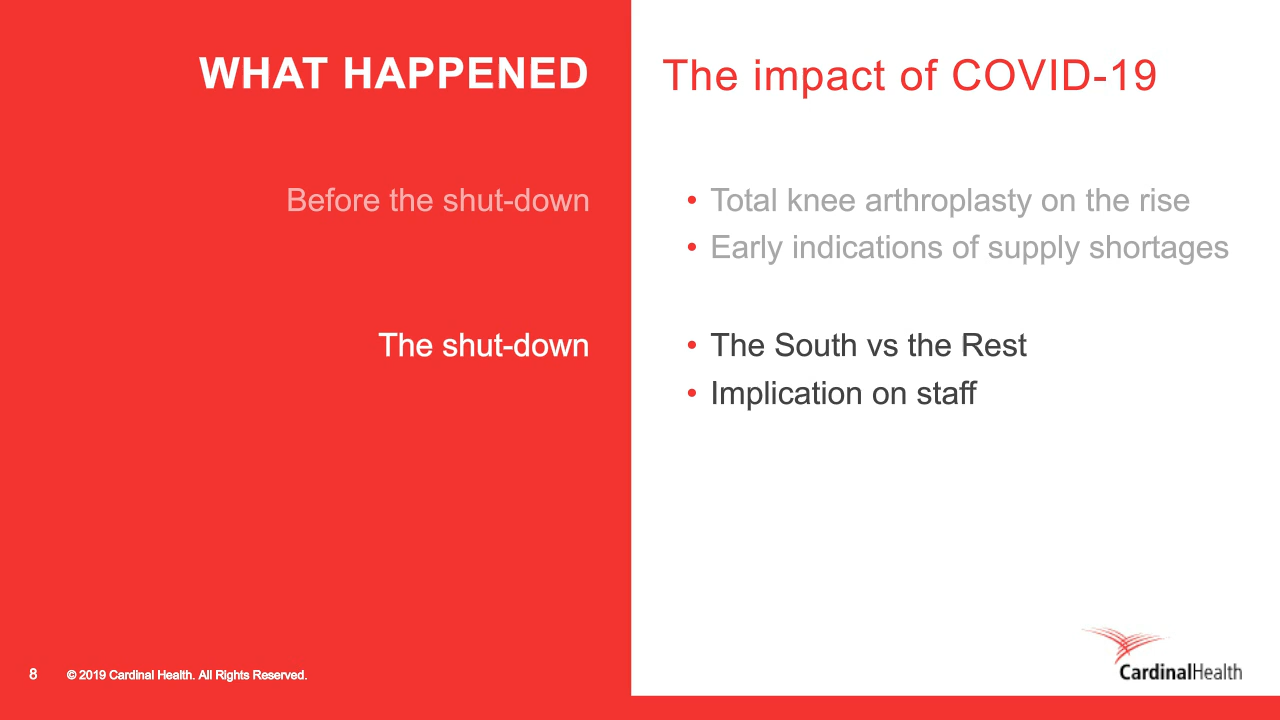 WHAT HAPPENED
The impact of COVID-19
Before the shut-down
• Total knee arthroplasty on the rise
• Early indications of supply shortages
The shut-down
• The South vs the Rest
• Implication on staff
8 © 2019 Cardinal Health. All Rights Reserved.
CardinalHealth